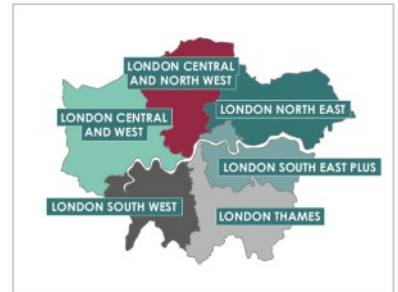 LONDON CENTRAL
AND NORTH WEST
LONDON NORTH EAST
LONDON CENTRAL
AND WEST
LONDON SOUTH EAST PLUS
LONDON SOUTH WEST
LONDON THAMES